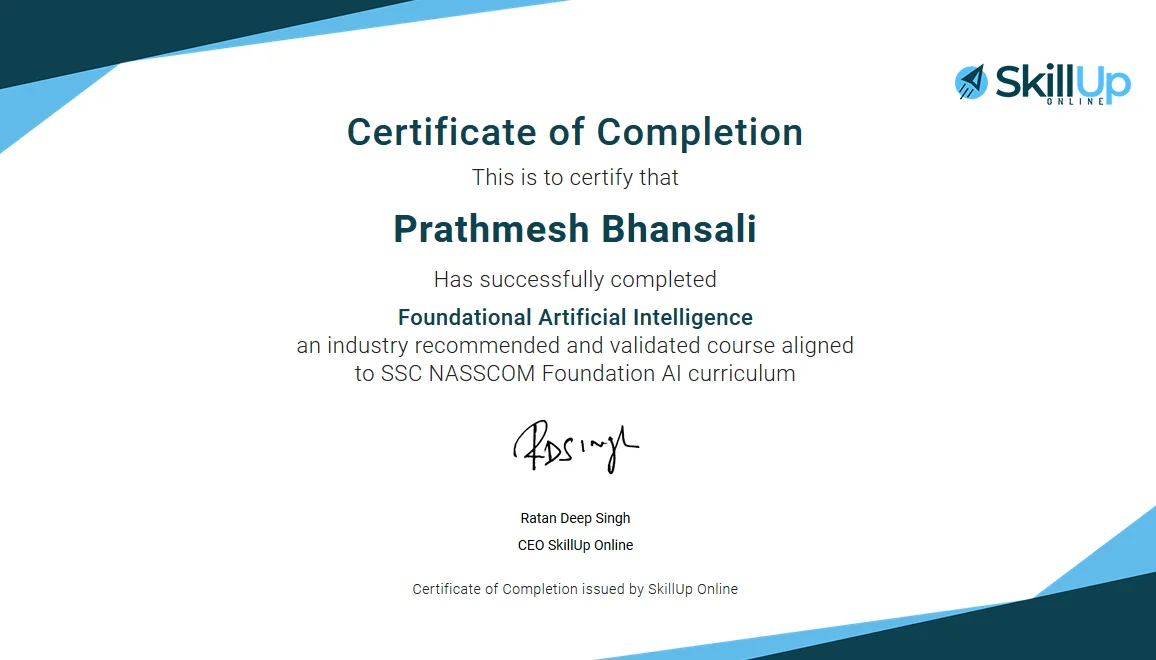 SkillUp
ONLINE
Certificate of Completion
This is to certify that
Prathmesh Bhansali
Has successfully completed
Foundational Artificial Intelligence
an industry recommended and validated course aligned
to SSC NASSCOM Foundation AI curriculum
RDSingh
Ratan Deep Singh
CEO SkillUp Online
Certificate of Completion issued by SkillUp Online